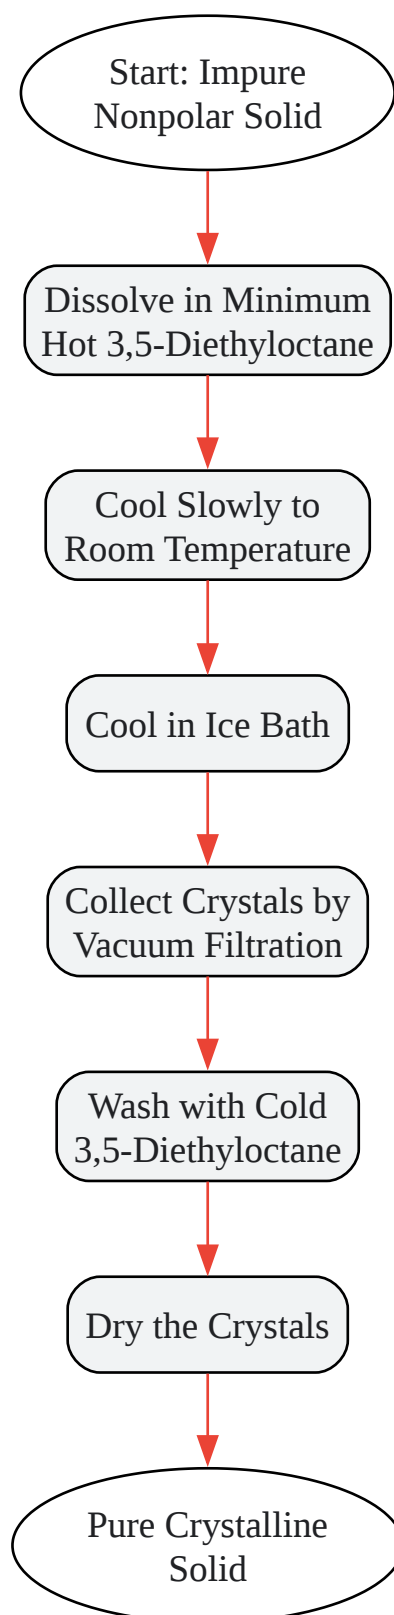 Start: Impure
Nonpolar Solid
Dissolve in Minimum
Hot 3,5-Diethyloctane
Cool Slowly to
Room Temperature
Cool in Ice Bath
Collect Crystals by
Vacuum Filtration
Wash with Cold
3,5-Diethyloctane
Dry the Crystals
Pure Crystalline
Solid